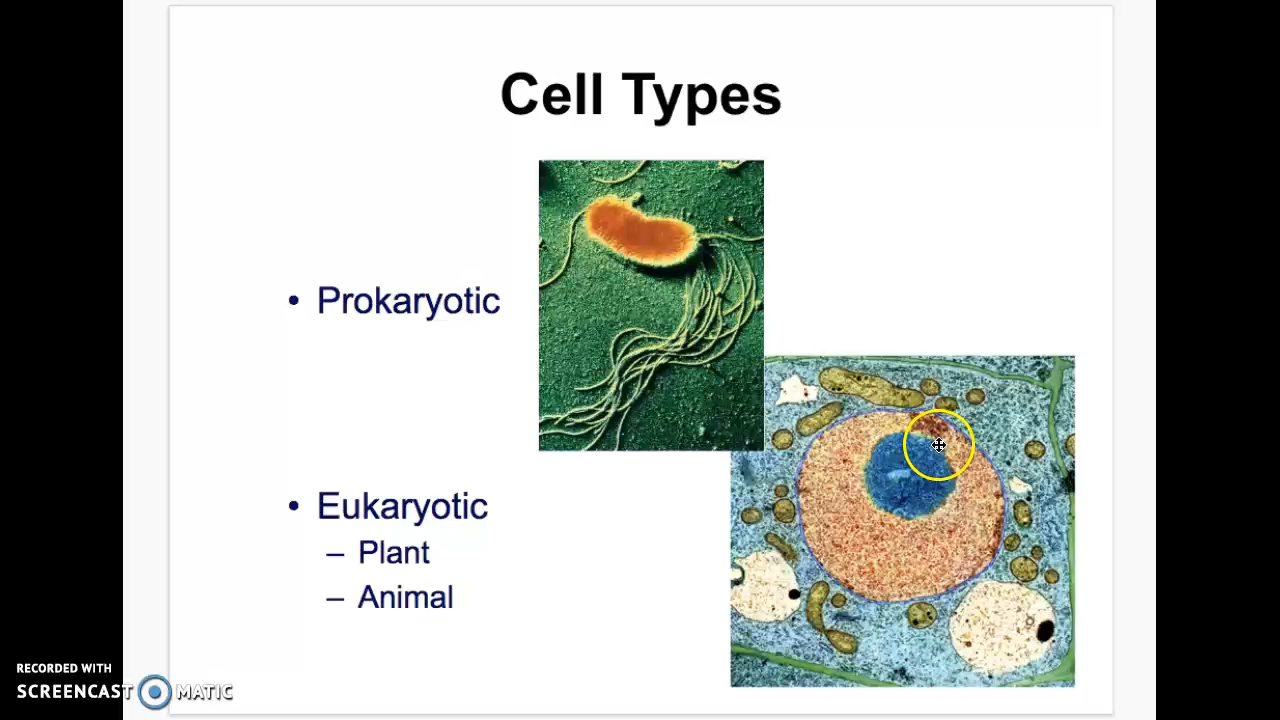 Cell Types
• Prokaryotic
• Eukaryotic
– Plant
– Animal
RECORDED WITH
SCREENCAST MATIC